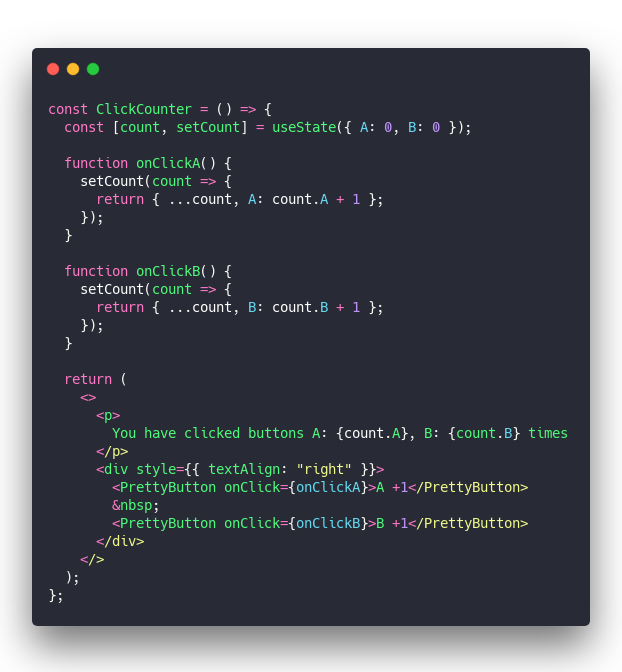 const ClickCounter = () => {
  const [count, setCount] = useState({ A: 0, B: 0 });

  function onClickA() {
    setCount(count => {
      return { ...count, A: count.A + 1 };
    });
  }

  function onClickB() {
    setCount(count => {
      return { ...count, B: count.B + 1 };
    });
  }

  return (
    <>
      <p>
        You have clicked buttons A: {count.A}, B: {count.B} times
      </p>
      <div style={{ textAlign: "right" }}>
        <PrettyButton onClick={onClickA}>A +1</PrettyButton>
        &nbsp;
        <PrettyButton onClick={onClickB}>B +1</PrettyButton>
      </div>
    </>
  );
};